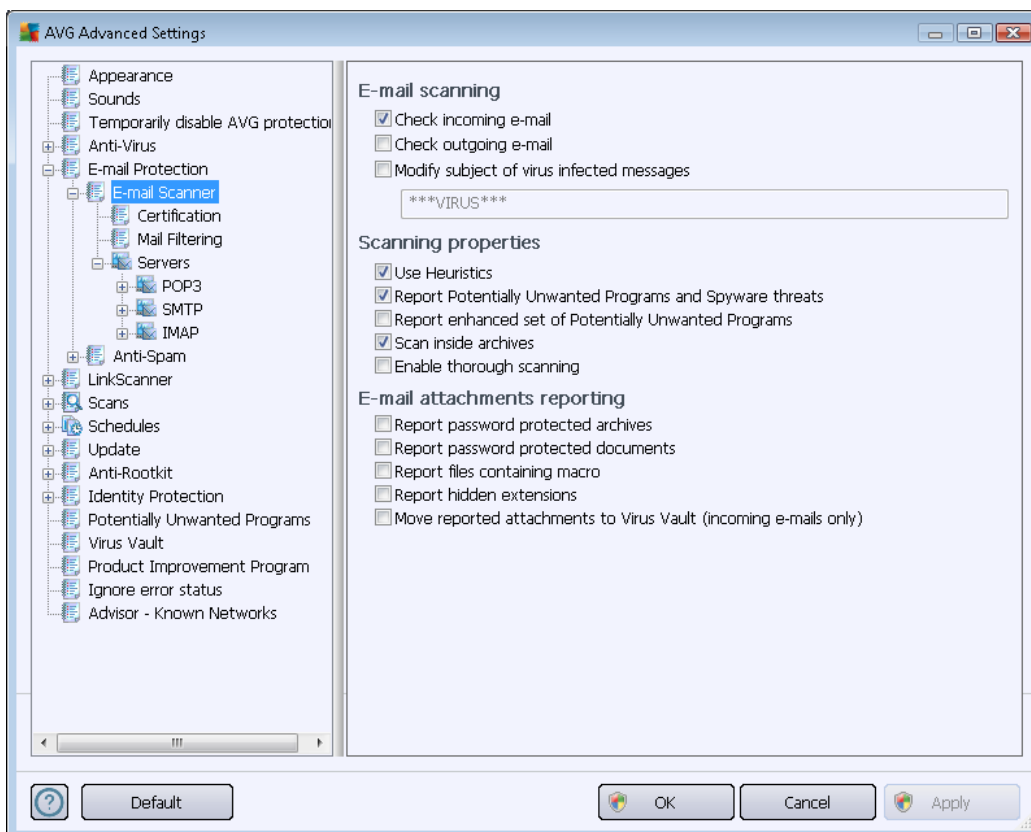 AVG Advanced Settings
Appearance
Sounds
Temporarily disable AVG protection
Anti-Virus
E-mail Protection
E-mail Scanner
Certification
Mail Filtering
Servers
POP3
SMTP
IMAP
Anti-Spam
LinkScanner
Scans
Schedules
Update
Anti-Rootkit
Identity Protection
Potentially Unwanted Programs
Virus Vault
Product Improvement Program
Ignore error status
Advisor - Known Networks
E-mail scanning
Check incoming e-mail
Check outgoing e-mail
Modify subject of virus infected messages
***VIRUS***
Scanning properties
Use Heuristics
Report Potentially Unwanted Programs and Spyware threats
Report enhanced set of Potentially Unwanted Programs
Scan inside archives
Enable thorough scanning
E-mail attachments reporting
Report password protected archives
Report password protected documents
Report files containing macro
Report hidden extensions
Move reported attachments to Virus Vault (incoming e-mails only)
Default
OK
Cancel
Apply